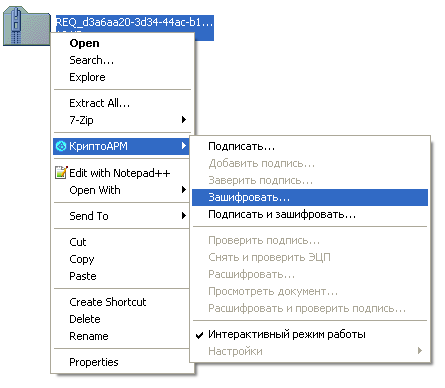 REQ_d3a6aa20-3d34-44ac-b1...
Open
Search...
Explore
Extract All...
7-Zip
КриптоАРМ
Edit with Notepad++
Open With
Send To
Cut
Copy
Paste
Create Shortcut
Delete
Rename
Properties
Подписать...
Добавить подпись...
Заверить подпись...
Зашифровать...
Подписать и зашифровать...
Проверить подпись...
Снять и проверить ЭЦП
Расшифровать...
Просмотреть документ...
Расшифровать и проверить подпись...
Интерактивный режим работы
Настройки